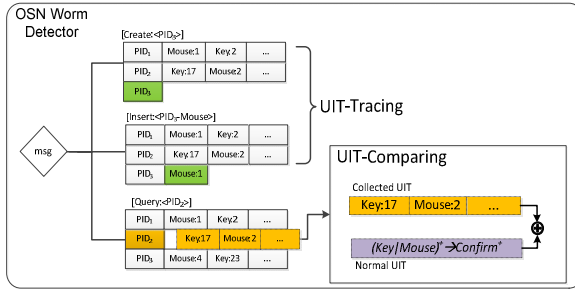 OSN Worm
Detector
[Create:<PID₃>]
PID₁ Mouse:1 Key:2 ...
PID₂ Key:17 Mouse:2 ...
PID₃
UIT-Tracing
[Insert:<PID₃-Mouse>]
PID₁ Mouse:1 Key:2 ...
PID₂ Key.17 Mouse:2 ...
PID₃ Mouse:1
msg
[Query:<PID₂>]
PID₁ Mouse:1 Key.2 ...
PID₂ Key.17 Mouse:2 ...
PID₃ Mouse:4 Key:23 ...
UIT-Comparing
Collected UIT
Key:17 Mouse:2 ...
(Key|Mouse)⁺→Confirm⁺
Normal UIT